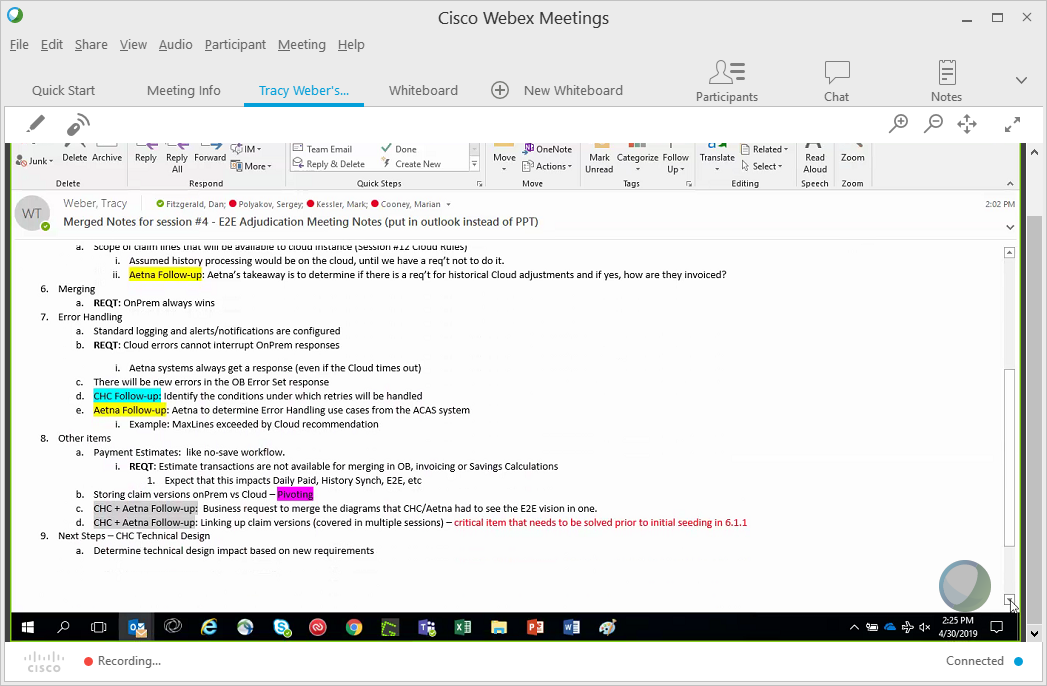 Cisco Webex Meetings
File Edit Share View Audio Participant Meeting Help
Quick Start Meeting Info Tracy Weber's... Whiteboard New Whiteboard Participants Chat Notes
IM Team Email Done OneNote Related
Junk Delete Archive Reply Reply All Forward More Reply & Delete Create New Move Actions Mark Unread Categorize Follow Up Translate Select Read Aloud Zoom
Delete Respond Quick Steps Move Tags Editing Speech Zoom
WT
Weber, Tracy Fitzgerald, Dan; Polyakov, Sergey; Kessler, Mark; Cooney, Marian 2:02 PM
Merged Notes for session #4 - E2E Adjudication Meeting Notes (put in outlook instead of PPT)
a. Scope of claim lines that will be available to cloud instance (Session #12 Cloud Rules)
i. Assumed history processing would be on the cloud, until we have a req't not to do it.
ii. Aetna Follow-up: Aetna's takeaway is to determine if there is a req't for historical Cloud adjustments and if yes, how are they invoiced?
6. Merging
a. REQT: OnPrem always wins
7. Error Handling
a. Standard logging and alerts/notifications are configured
b. REQT: Cloud errors cannot interrupt OnPrem responses
i. Aetna systems always get a response (even if the Cloud times out)
c. There will be new errors in the OB Error Set response
d. CHC Follow-up: Identify the conditions under which retries will be handled
e. Aetna Follow-up: Aetna to determine Error Handling use cases from the ACAS system
i. Example: MaxLines exceeded by Cloud recommendation
8. Other items
a. Payment Estimates: like no-save workflow.
i. REQT: Estimate transactions are not available for merging in OB, invoicing or Savings Calculations
1. Expect that this impacts Daily Paid, History Synch, E2E, etc
b. Storing claim versions onPrem vs Cloud – Pivoting
c. CHC + Aetna Follow-up: Business request to merge the diagrams that CHC/Aetna had to see the E2E vision in one.
d. CHC + Aetna Follow-up: Linking up claim versions (covered in multiple sessions) – critical item that needs to be solved prior to initial seeding in 6.1.1
9. Next Steps – CHC Technical Design
a. Determine technical design impact based on new requirements
2:25 PM
4/30/2019
CISCO
Recording... Connected